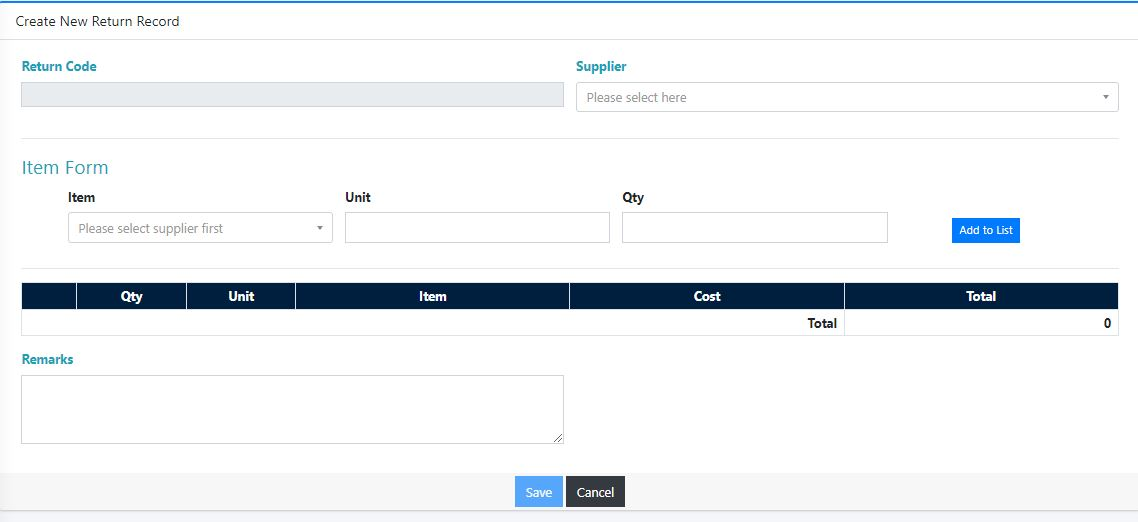 Create New Return Record
Return Code Supplier
Please select here
Item Form
Item Unit Qty
Please select supplier first Add to List
Qty Unit Item Cost Total
Total 0
Remarks
Save Cancel